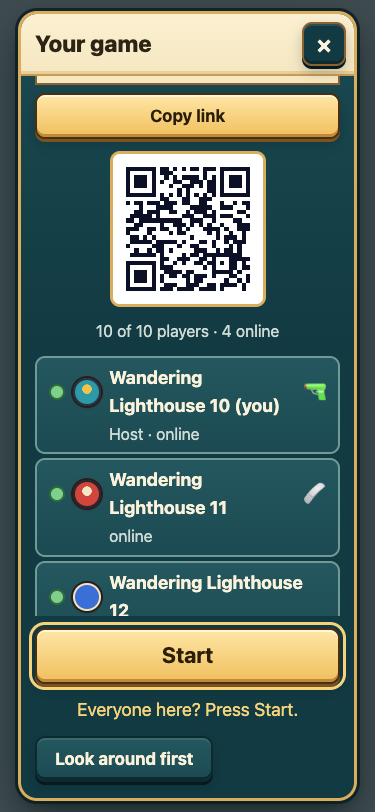 Your game
×
Copy link
10 of 10 players · 4 online
Wandering
Lighthouse 10 (you)
Host · online
Wandering
Lighthouse 11
online
Wandering Lighthouse
12
Start
Everyone here? Press Start.
Look around first